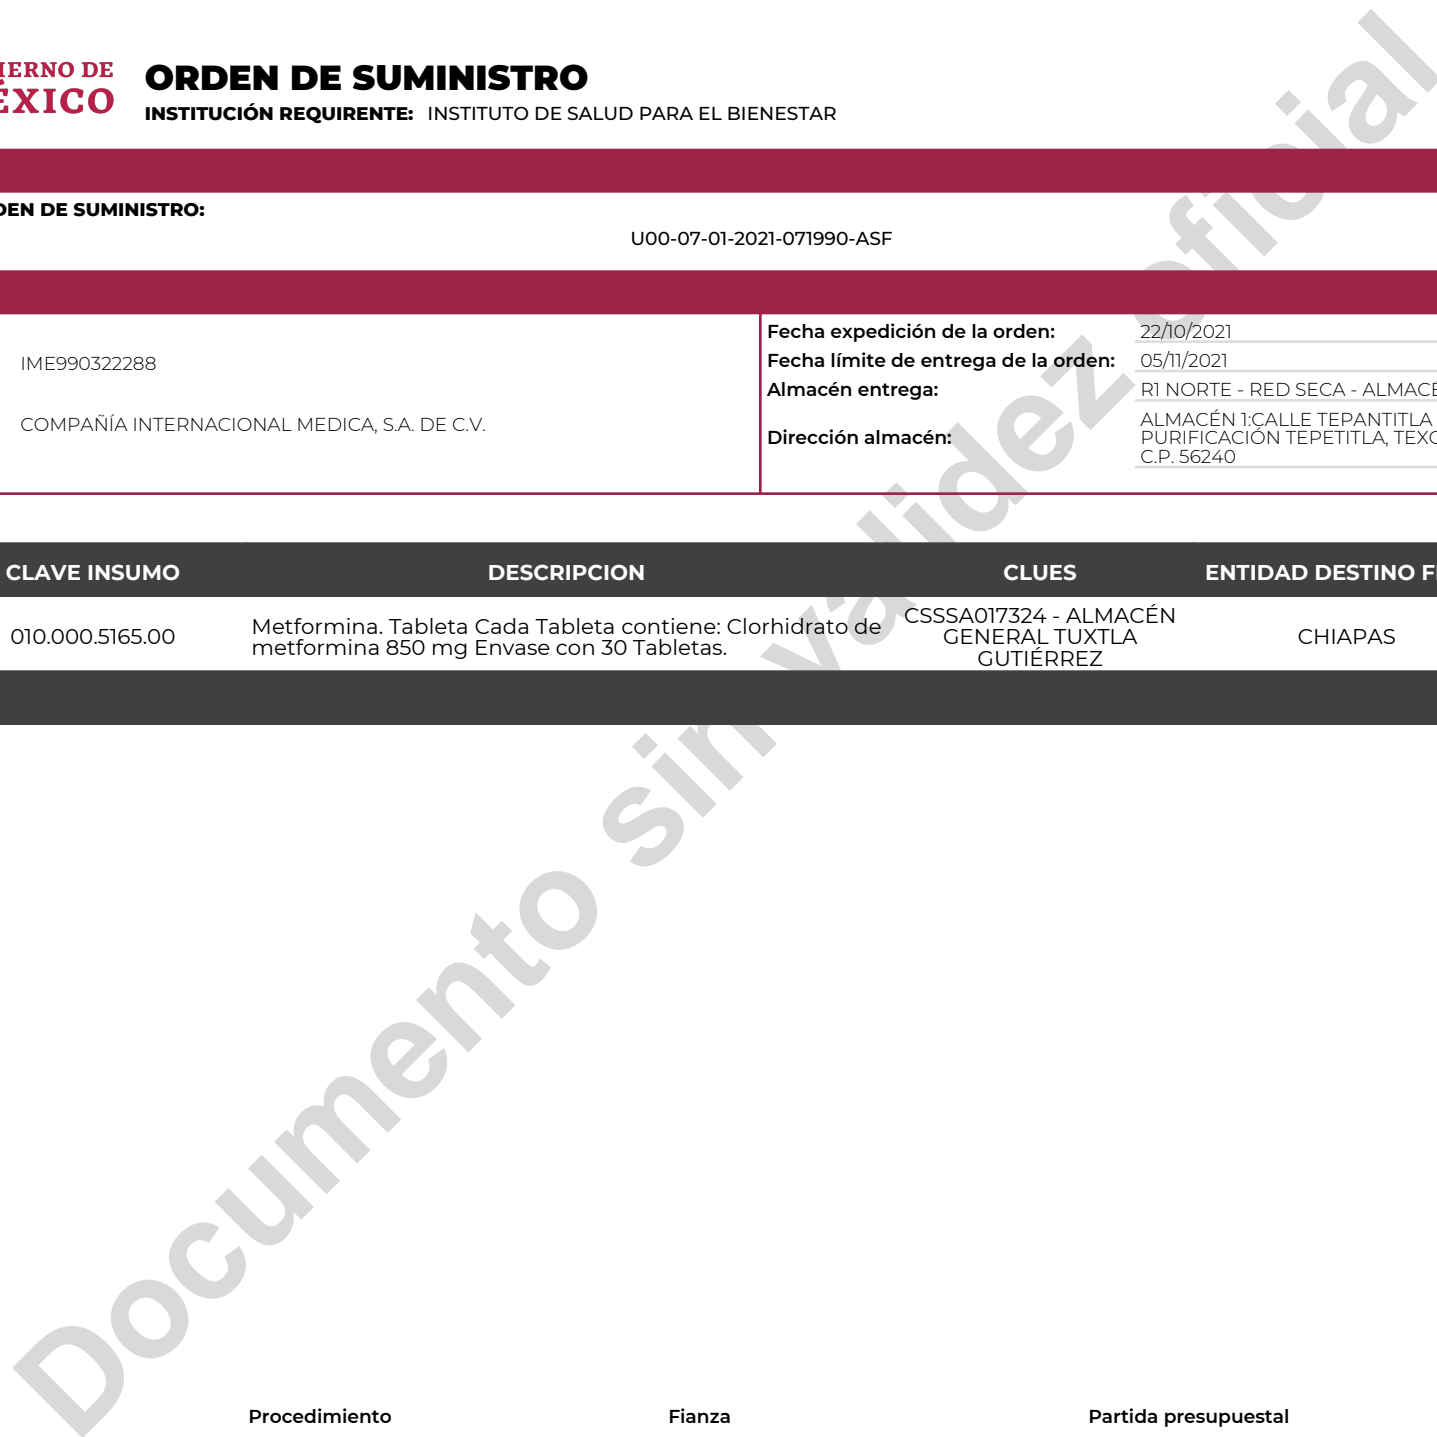 IERNO DE
ÉXICO
ORDEN DE SUMINISTRO
INSTITUCIÓN REQUIRENTE: INSTITUTO DE SALUD PARA EL BIENESTAR
DEN DE SUMINISTRO:
U00-07-01-2021-071990-ASF
IME990322288
COMPAÑÍA INTERNACIONAL MEDICA, S.A. DE C.V.
Fecha expedición de la orden: 22/10/2021
Fecha límite de entrega de la orden: 05/11/2021
Almacén entrega: R1 NORTE - RED SECA - ALMACÉ
Dirección almacén: ALMACÉN 1:CALLE TEPANTITLA
PURIFICACIÓN TEPETITLA, TEXC
C.P. 56240
CLAVE INSUMO DESCRIPCION CLUES ENTIDAD DESTINO FI
010.000.5165.00
Metformina. Tableta Cada Tableta contiene: Clorhidrato de
metformina 850 mg Envase con 30 Tabletas.
CSSSA017324 - ALMACÉN
GENERAL TUXTLA
GUTIÉRREZ
CHIAPAS
Documento sin validez oficial
Procedimiento Fianza Partida presupuestal